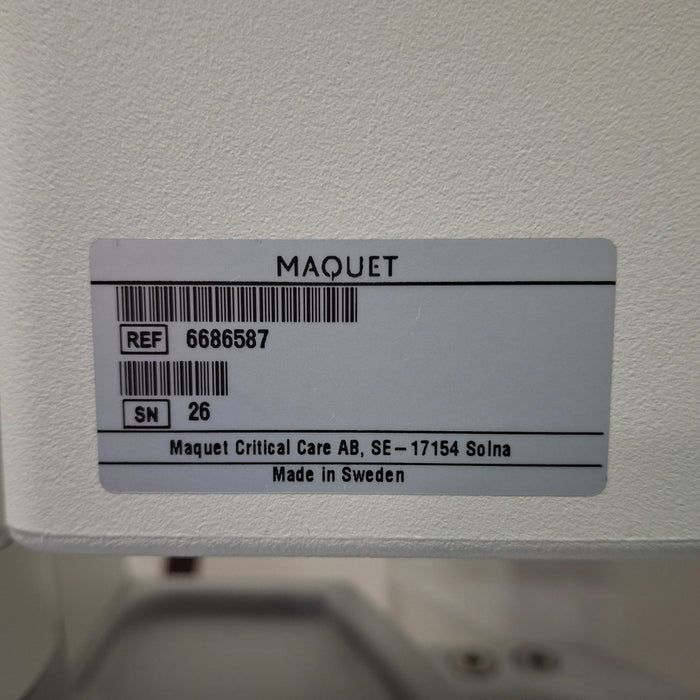 MAQUET
REF 6686587
SN 26
Maquet Critical Care AB, SE–17154 Solna
Made in Sweden